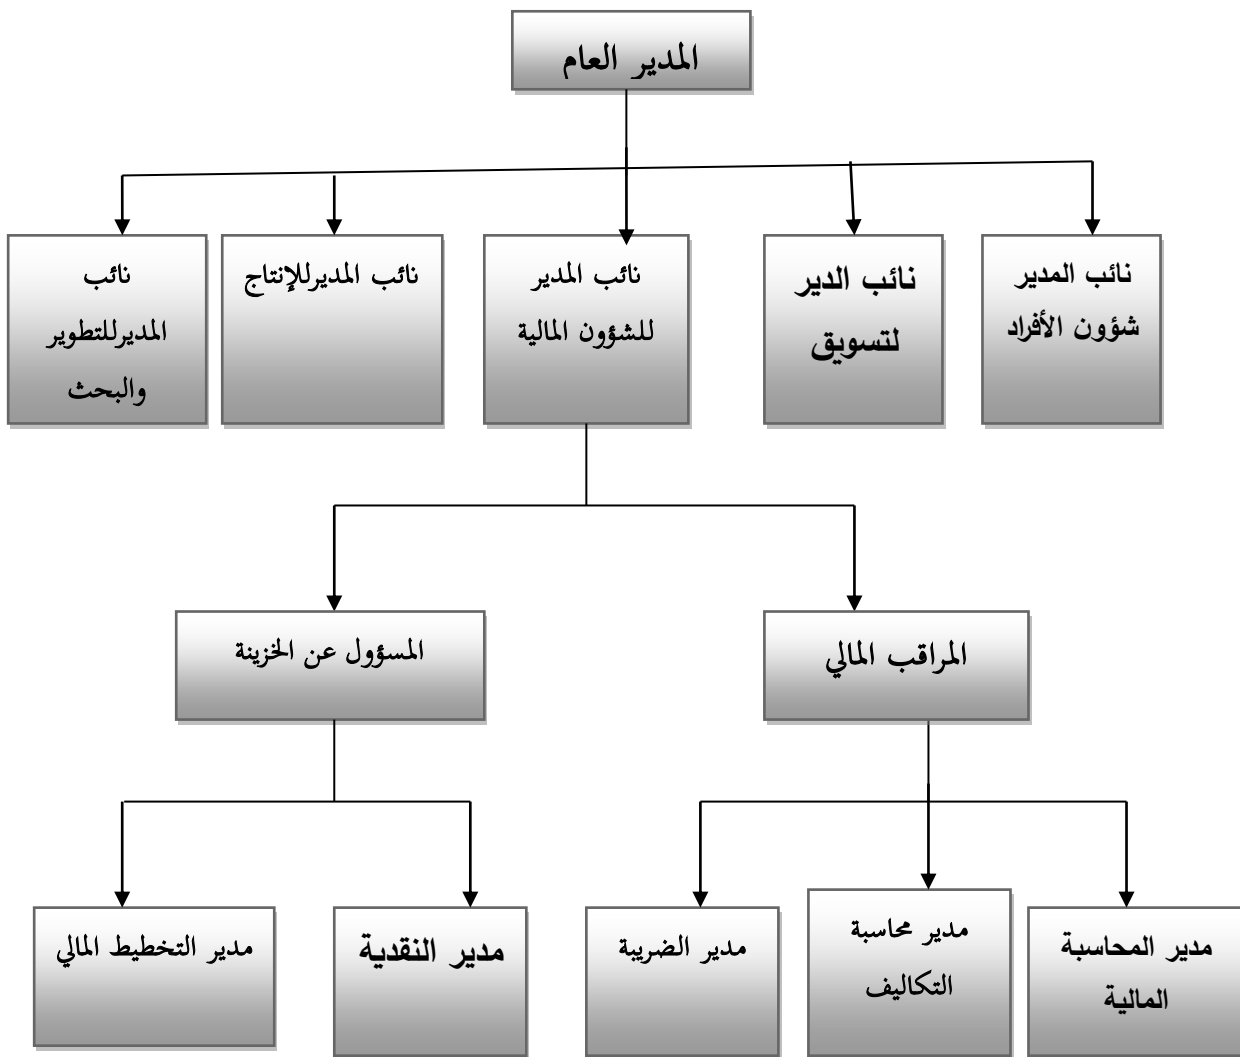 المدير العام
نائب المدير
شؤون الأفراد
نائب الدير
لتسويق
نائب المدير
للشؤون المالية
نائب المديرللإنتاج
نائب
المديرللتطوير
والبحث
المراقب المالي
المسؤول عن الخزينة
مدير المحاسبة
المالية
مدير محاسبة
التكاليف
مدير الضريبة
مدير النقدية
مدير التخطيط المالي